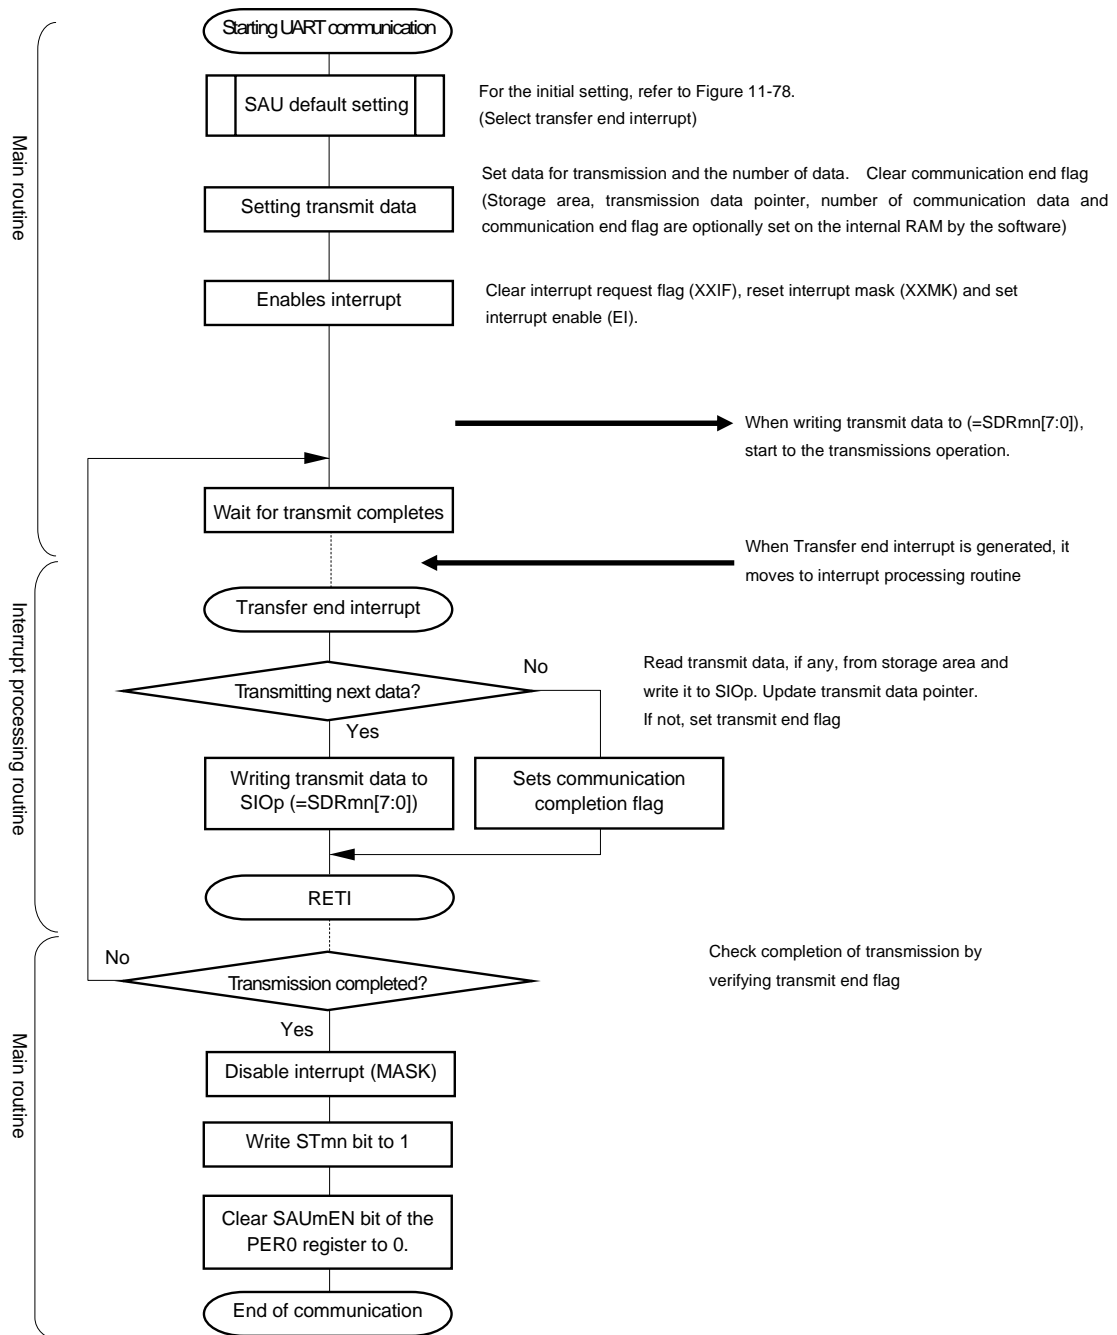 Starting UART communication
SAU default setting
For the initial setting, refer to Figure 11-78.
(Select transfer end interrupt)
Main routine
Setting transmit data
Set data for transmission and the number of data. Clear communication end flag
(Storage area, transmission data pointer, number of communication data and
communication end flag are optionally set on the internal RAM by the software)
Enables interrupt
Clear interrupt request flag (XXIF), reset interrupt mask (XXMK) and set
interrupt enable (EI).
When writing transmit data to (=SDRmn[7:0]),
start to the transmissions operation.
Wait for transmit completes
When Transfer end interrupt is generated, it
moves to interrupt processing routine
Interrupt processing routine
Transfer end interrupt
Transmitting next data?
No
Yes
Read transmit data, if any, from storage area and
write it to SIOp. Update transmit data pointer.
If not, set transmit end flag
Writing transmit data to
SIOp (=SDRmn[7:0])
Sets communication
completion flag
RETI
Main routine
No
Transmission completed?
Yes
Check completion of transmission by
verifying transmit end flag
Disable interrupt (MASK)
Write STmn bit to 1
Clear SAUmEN bit of the
PER0 register to 0.
End of communication